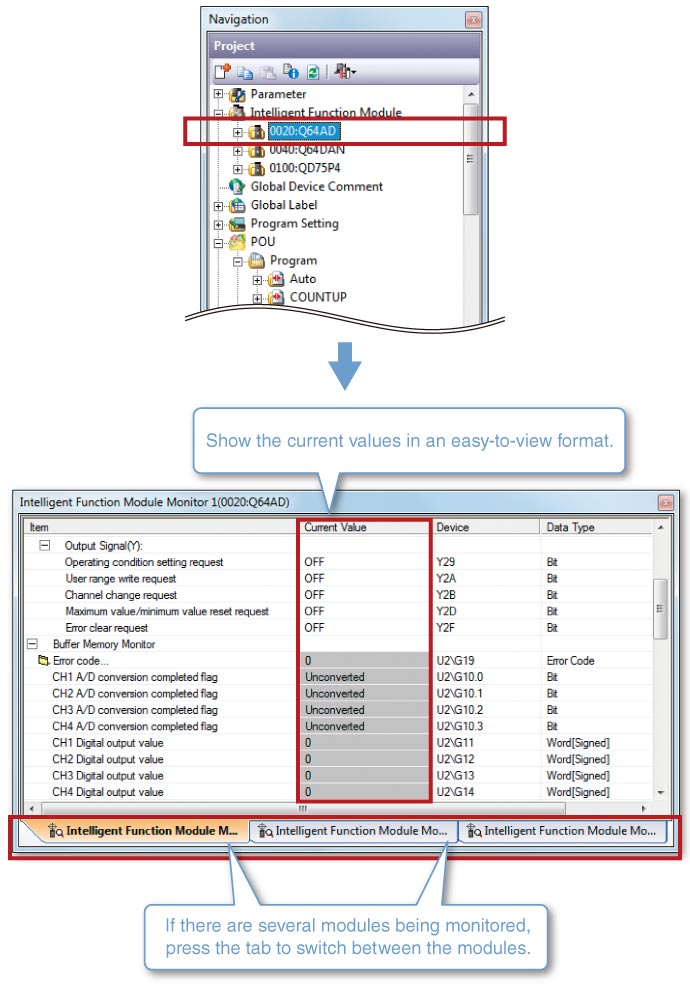 Navigation
Project
Parameter
Intelligent Function Module
0020:Q64AD
0040:Q64DAN
0100:QD75P4
Global Device Comment
Global Label
Program Setting
POU
Program
Auto
COUNTUP
Show the current values in an easy-to-view format.
Intelligent Function Module Monitor 1(0020:Q64AD)
Item Current Value Device Data Type
Output Signal(Y):
Operating condition setting request OFF Y29 Bit
User range write request OFF Y2A Bit
Channel change request OFF Y2B Bit
Maximum value/minimum value reset request OFF Y2D Bit
Error clear request OFF Y2F Bit
Buffer Memory Monitor
Error code... 0 U2\G19 Error Code
CH1 A/D conversion completed flag Unconverted U2\G10.0 Bit
CH2 A/D conversion completed flag Unconverted U2\G10.1 Bit
CH3 A/D conversion completed flag Unconverted U2\G10.2 Bit
CH4 A/D conversion completed flag Unconverted U2\G10.3 Bit
CH1 Digital output value 0 U2\G11 Word[Signed]
CH2 Digital output value 0 U2\G12 Word[Signed]
CH3 Digital output value 0 U2\G13 Word[Signed]
CH4 Digital output value 0 U2\G14 Word[Signed]
Intelligent Function Module M... Intelligent Function Module Mo... Intelligent Function Module Mo...
If there are several modules being monitored,
press the tab to switch between the modules.